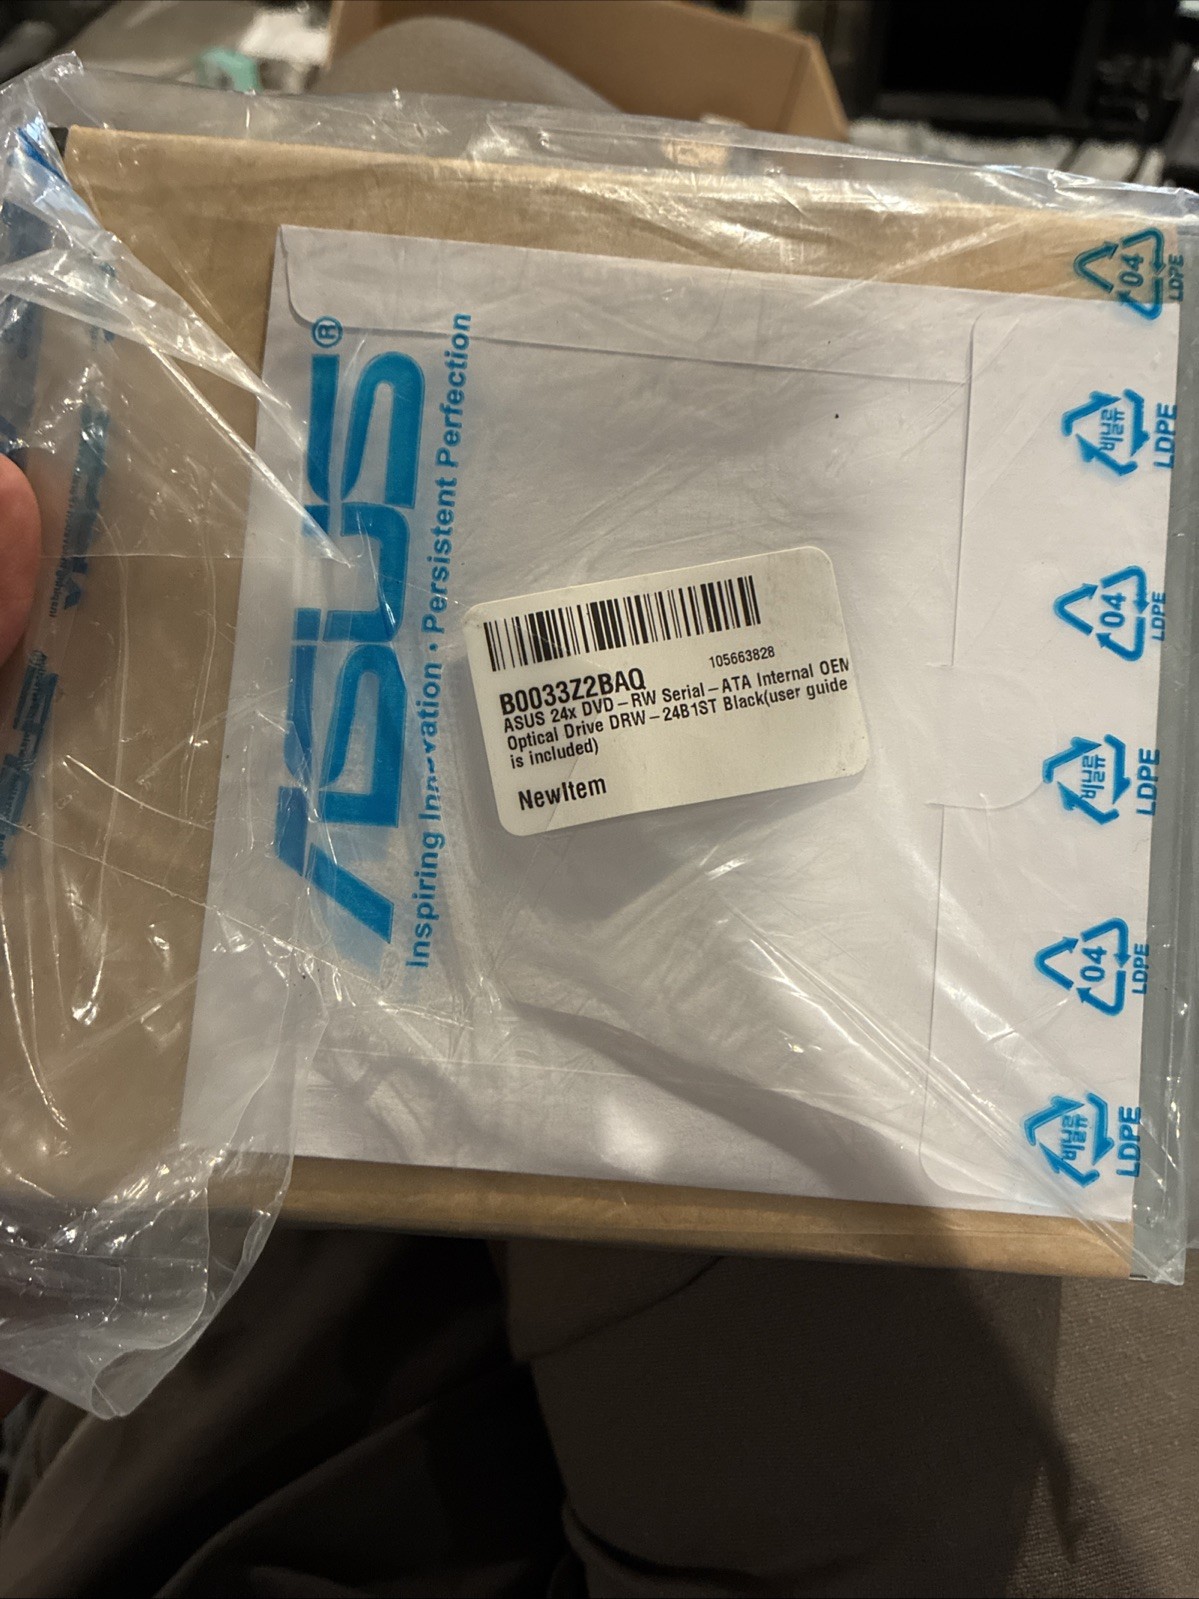 ASUS®
Inspiring Innovation · Persistent Perfection
105663828
B0033Z2BAQ
ASUS 24x DVD-RW Serial-ATA Internal OEM
Optical Drive DRW-24B1ST Black(user guide
is included)
NewItem
04
LDPE
비닐류
LDPE
04
LDPE
비닐류
LDPE
04
LDPE
비닐류
LDPE